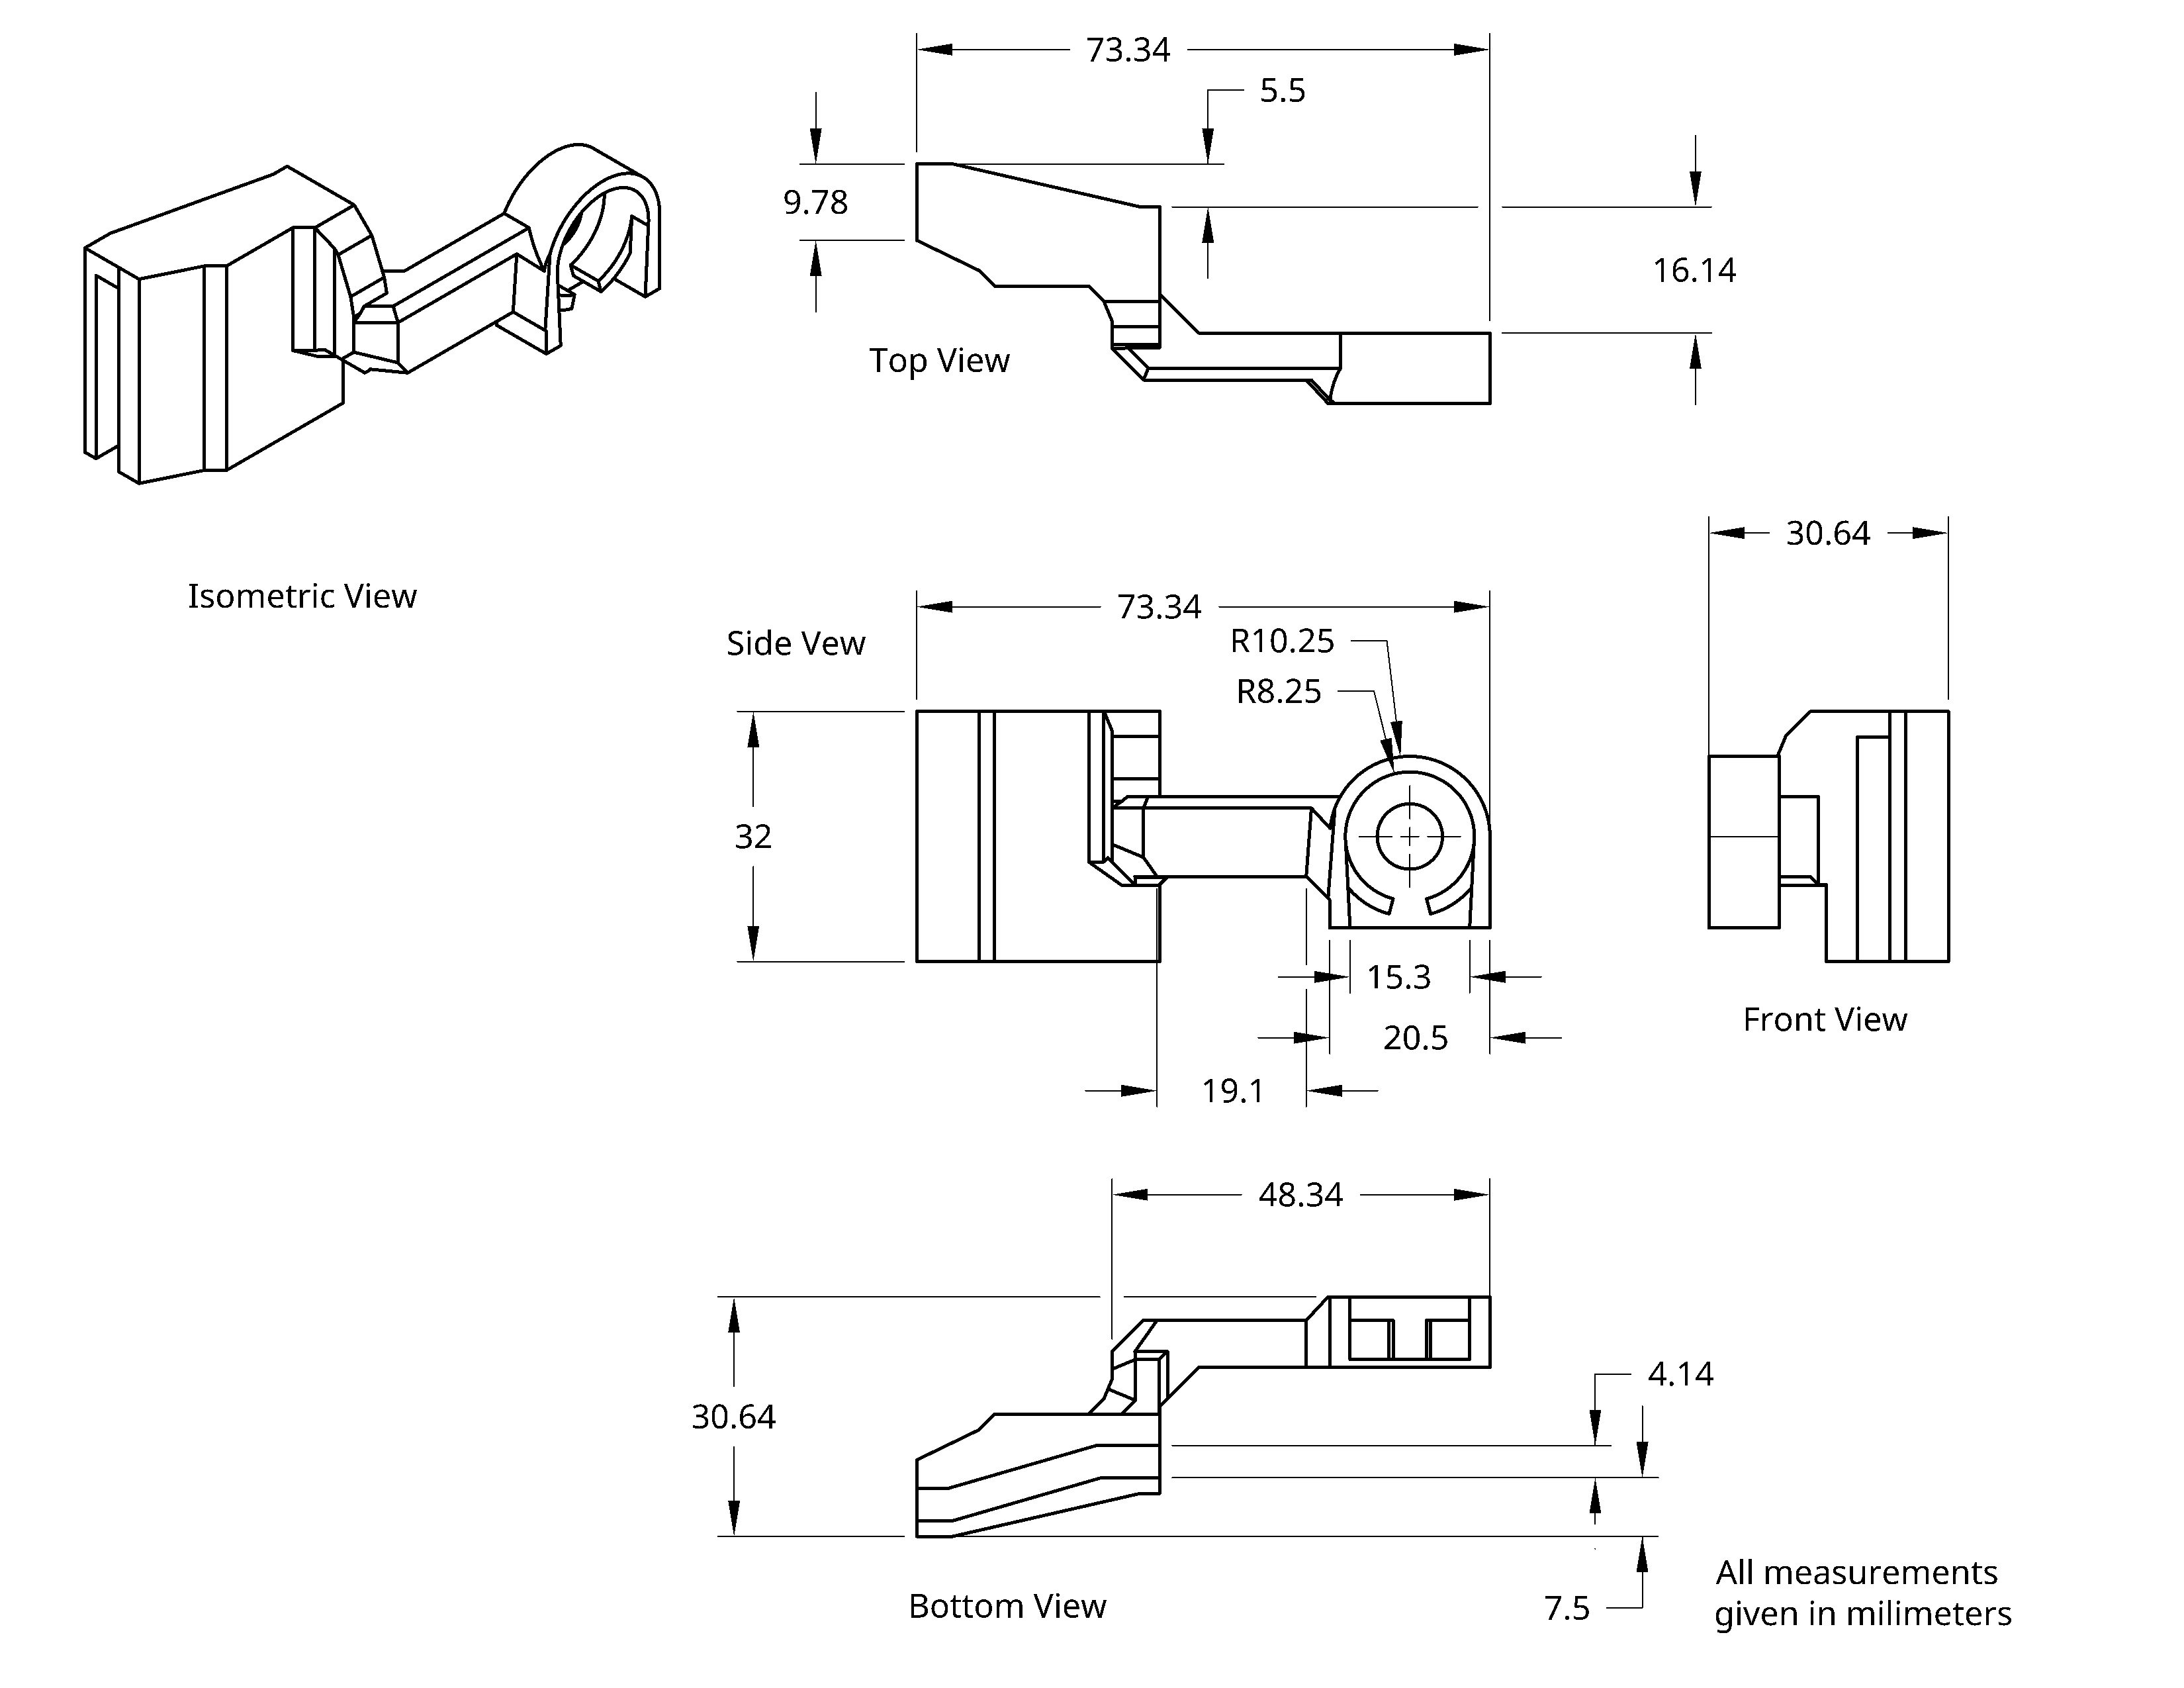 73.34
5.5
9.78
16.14
Top View
Isometric View
30.64
73.34
Side Vew
R10.25
R8.25
32
15.3
Front View
20.5
19.1
48.34
4.14
30.64
All measurements
given in milimeters
Bottom View
7.5